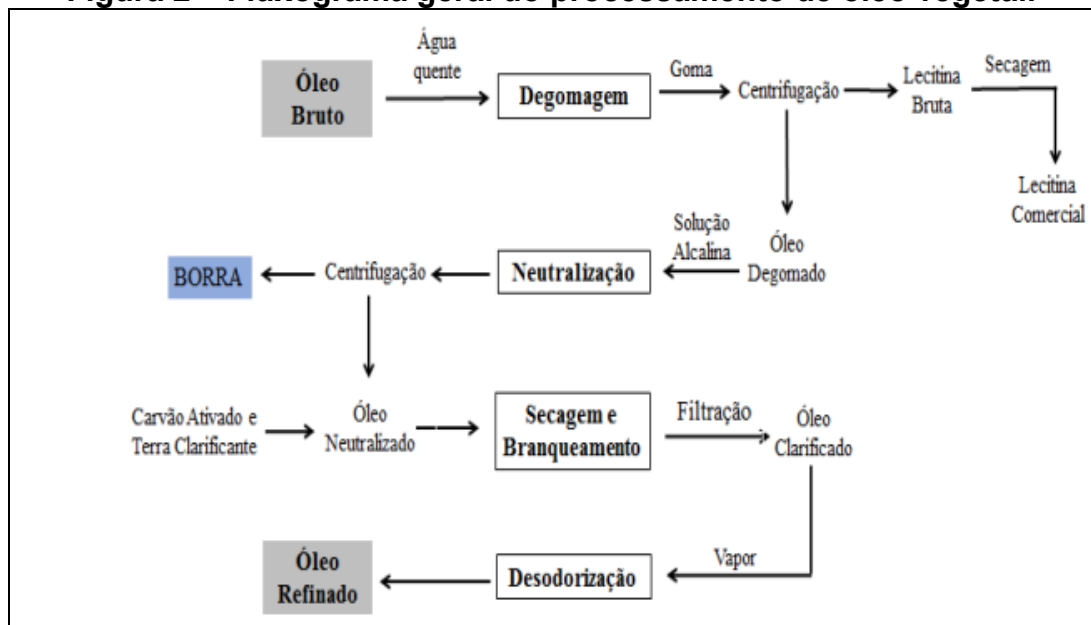 Figura 2 – Fluxograma geral do processamento do óleo vegetal.
Óleo
Bruto
Água
quente
Degomagem
Goma
Centrifugação
Lecitina
Bruta
Secagem
Lecitina
Comercial
BORRA
Centrifugação
Neutralização
Solução
Alcalina
Óleo
Degomado
Carvão Ativado e
Terra Clarificante
Óleo
Neutralizado
Secagem e
Branqueamento
Filtração
Óleo
Clarificado
Óleo
Refinado
Desodorização
Vapor